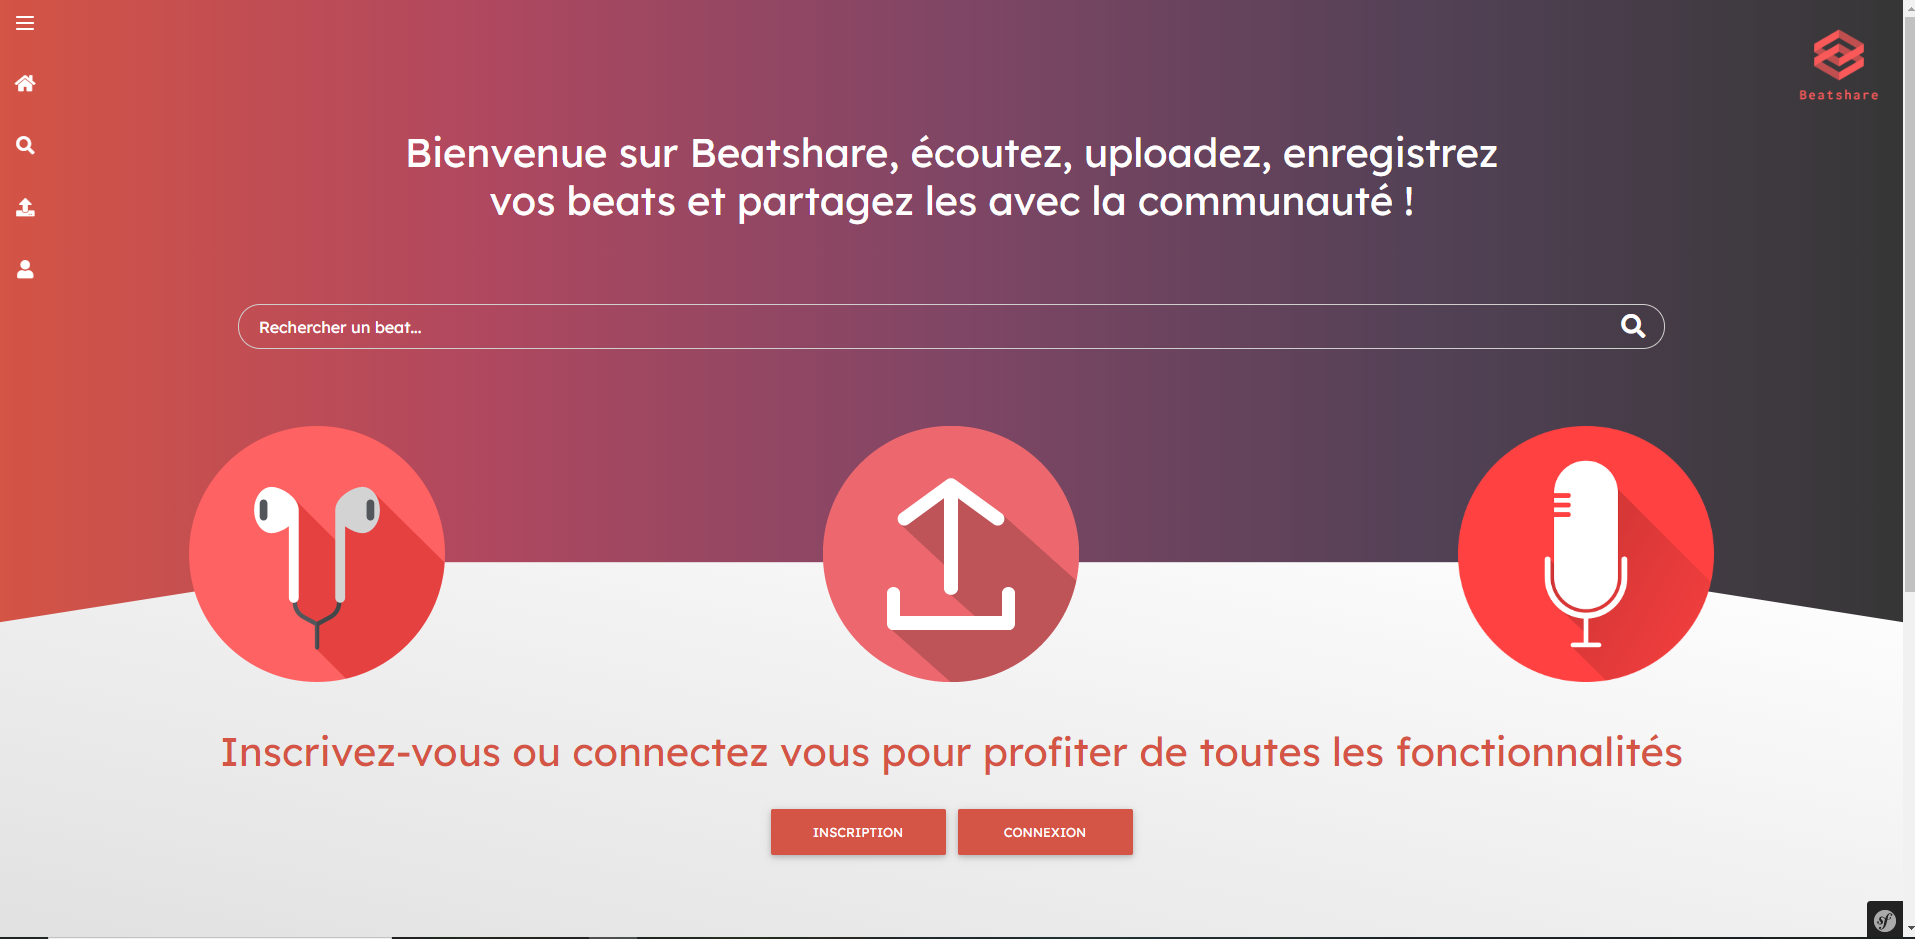 Beatshare
Bienvenue sur Beatshare, écoutez, uploadez, enregistrez
vos beats et partagez les avec la communauté !
Rechercher un beat...
Inscrivez-vous ou connectez vous pour profiter de toutes les fonctionnalités
INSCRIPTION
CONNEXION
sf